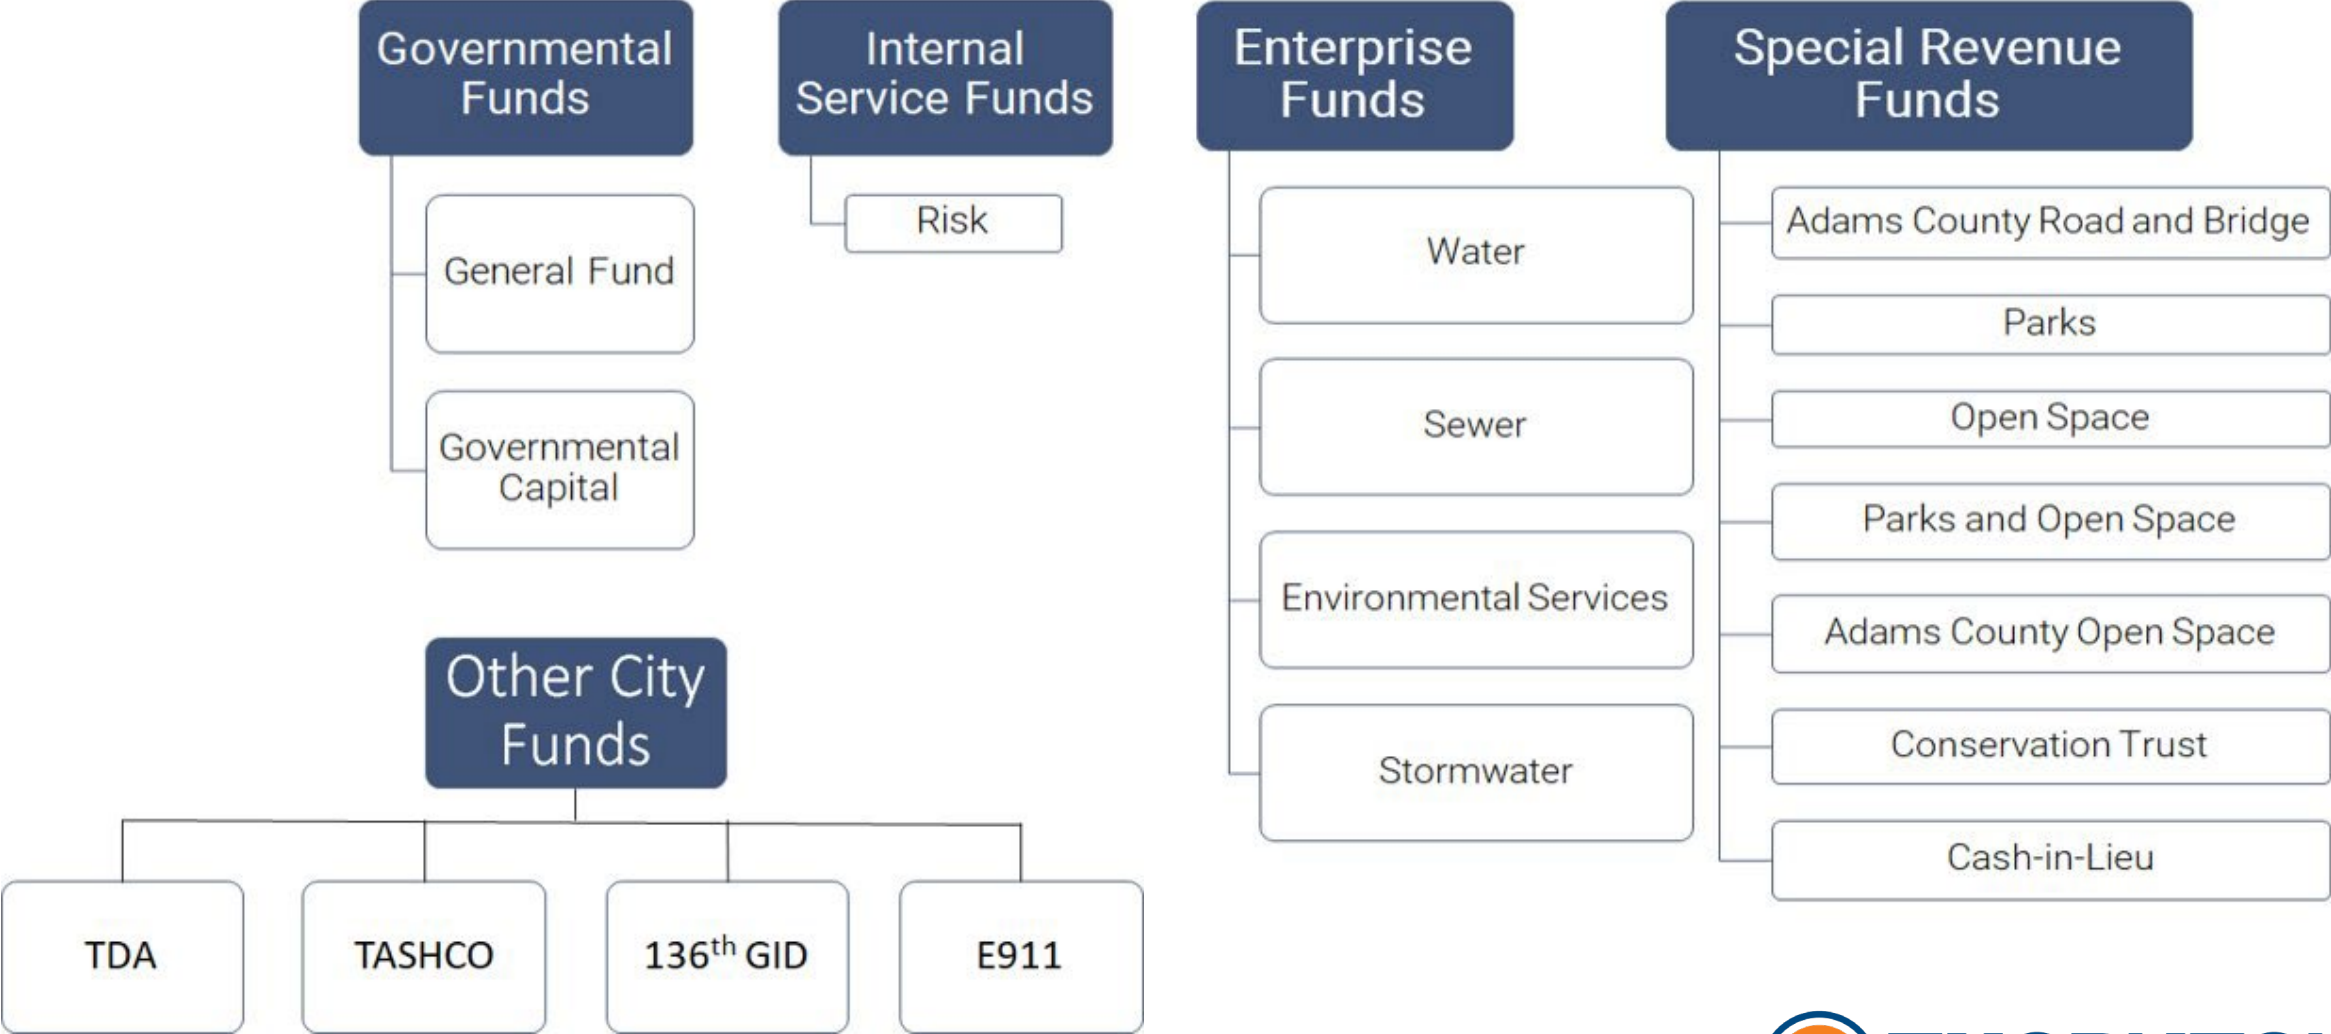 Governmental
Funds
General Fund
Governmental
Capital
Internal
Service Funds
Risk
Enterprise
Funds
Water
Sewer
Environmental Services
Stormwater
Special Revenue
Funds
Adams County Road and Bridge
Parks
Open Space
Parks and Open Space
Adams County Open Space
Conservation Trust
Cash-in-Lieu
Other City
Funds
TDA
TASHCO
136th GID
E911